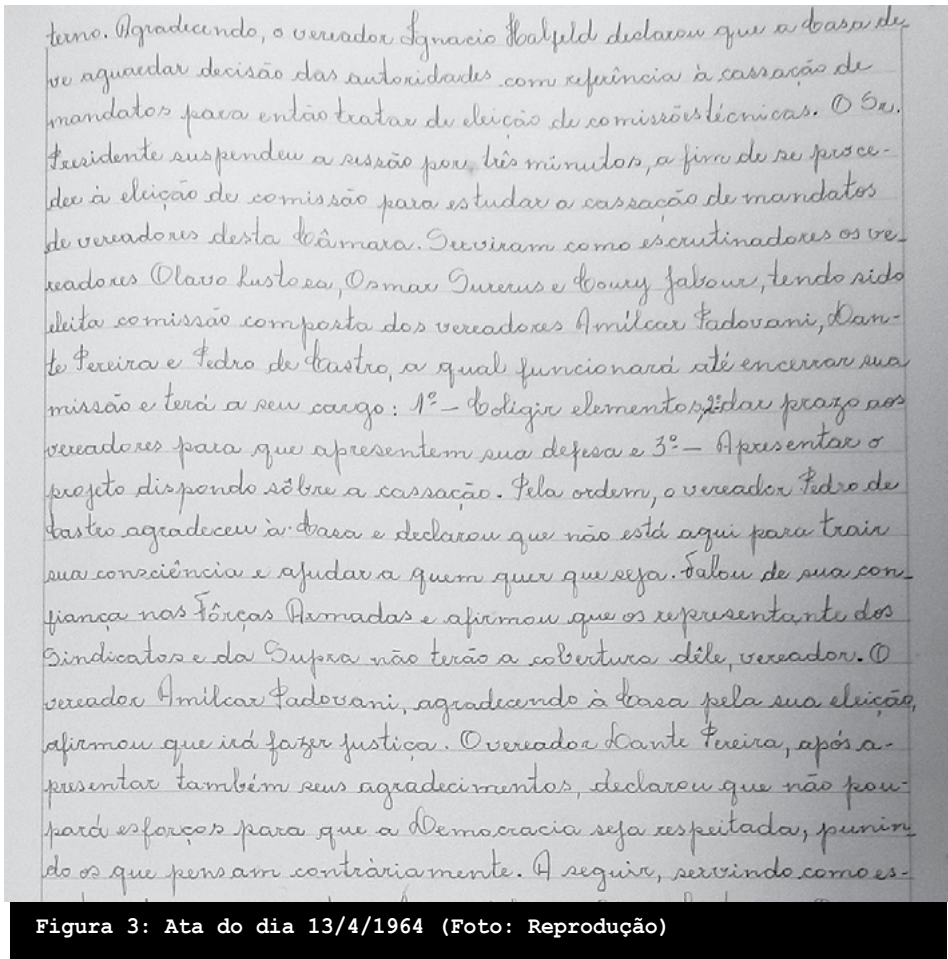 terno. Agradecendo, o vereador Ignacio Halfeld declarou que a Casa de-
ve aguardar decisão das autoridades com referência à cassação de
mandatos para então tratar de eleição de comissões técnicas. O Sr.
Presidente suspendeu a sessão por três minutos, a fim de se proce-
der à eleição de comissão para estudar a cassação de mandatos
de vereadores desta Câmara. Serviram como escrutinadores os ve-
readores Olavo Lustosa, Osmar Surerus e Coury Jabour, tendo sido
eleita comissão composta dos vereadores Amilcar Padovani, Dan-
te Pereira e Pedro de Castro, a qual funcionará até encerrar sua
missão e terá a seu cargo: 1º - Coligir elementos, 2º dar prazo aos
vereadores para que apresentem sua defesa e 3º - Apresentar o
projeto dispondo sôbre a cassação. Pela ordem, o vereador Pedro de
Castro agradeceu à Casa e declarou que não está aqui para trair
sua consciência e ajudar a quem quer que seja. Falou de sua con-
fiança nas Fôrças Armadas e afirmou que os representante dos
Sindicatos e da Supra não terão a cobertura dêle, vereador. O
vereador Amilcar Padovani, agradecendo à Casa pela sua eleição,
afirmou que irá fazer justiça. O vereador Dante Pereira, após a-
presentar também seus agradecimentos, declarou que não pou-
pará esforços para que a Democracia seja respeitada, punin-
do os que pensam contràriamente. A seguir, servindo como es-
Figura 3: Ata do dia 13/4/1964 (Foto: Reprodução)